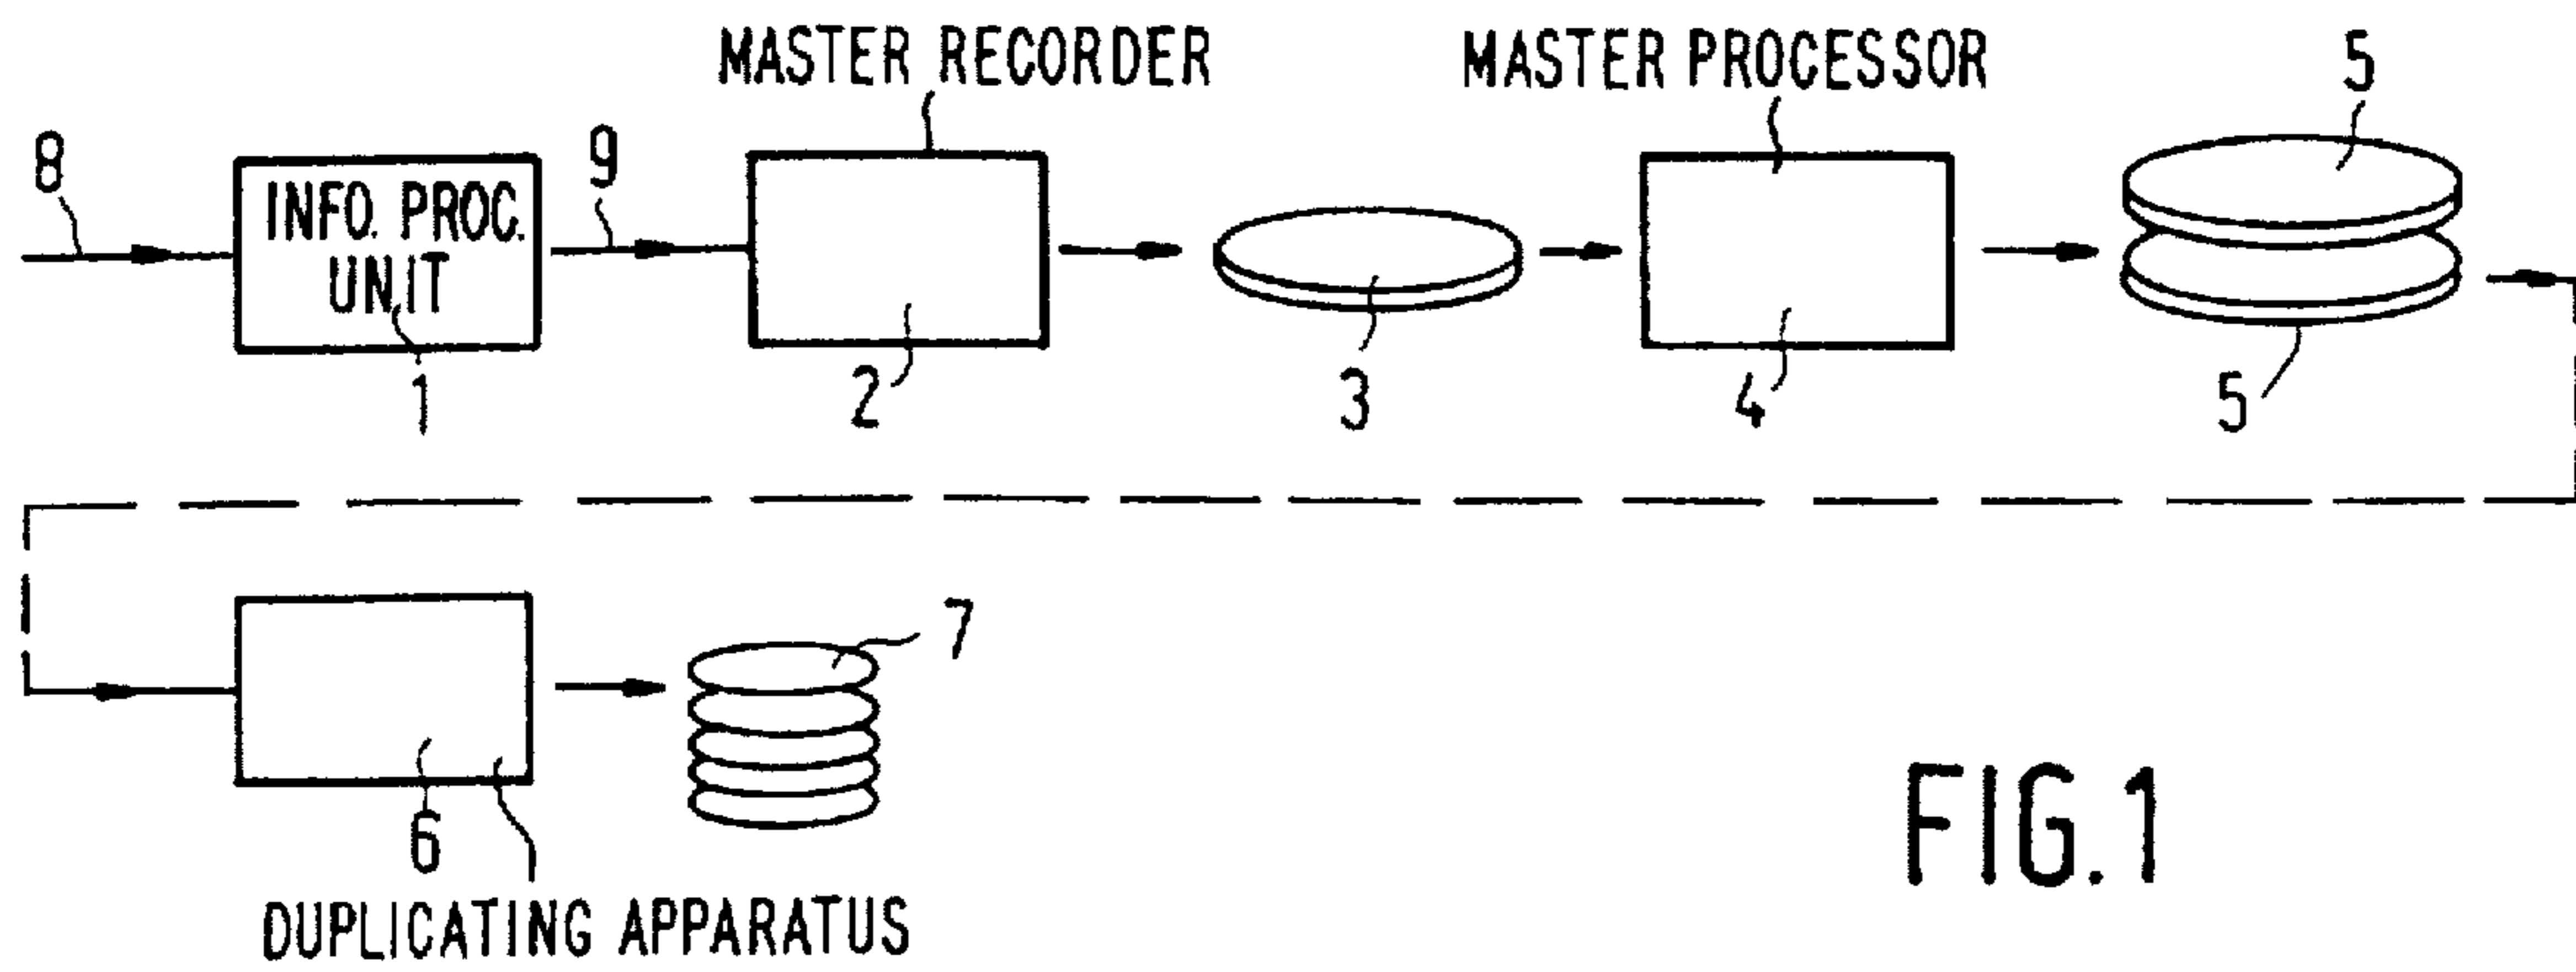 MASTER RECORDER
MASTER PROCESSOR
5
8
9
INFO. PROC.
UNIT
1
2
3
4
5
7
6
DUPLICATING APPARATUS
FIG.1